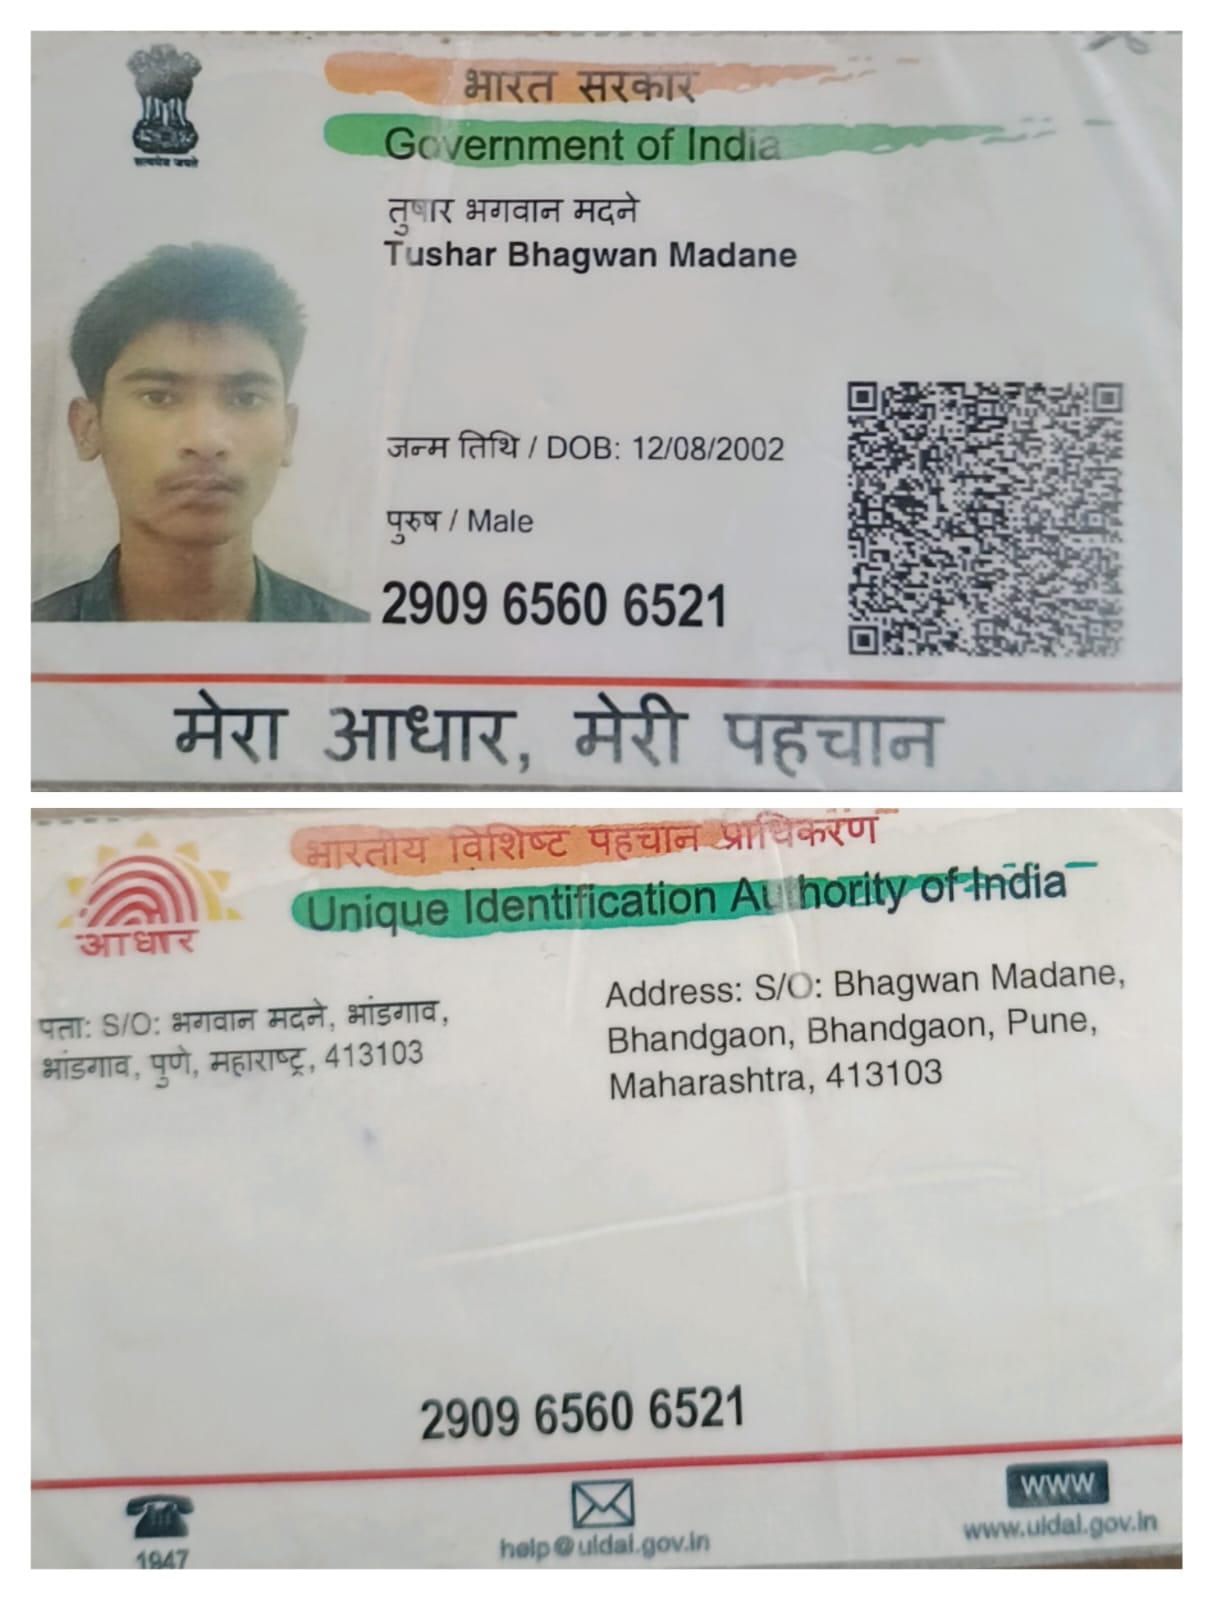 सत्यमेव जयते
भारत सरकार
Government of India
तुषार भगवान मदने
Tushar Bhagwan Madane
जन्म तिथि / DOB: 12/08/2002
पुरुष / Male
2909 6560 6521
मेरा आधार, मेरी पहचान
भारतीय विशिष्ट पहचान प्राधिकरण
Unique Identification Authority of India
आधार
पता: S/O: भगवान मदने, भांडगाव,
भांडगाव, पुणे, महाराष्ट्र, 413103
Address: S/O: Bhagwan Madane,
Bhandgaon, Bhandgaon, Pune,
Maharashtra, 413103
2909 6560 6521
1947
help@uidai.gov.in
www
www.uidai.gov.in